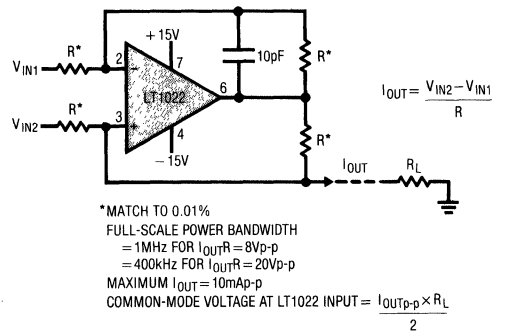 +15V
R*
10pF
R*
V_IN1
2
7
−
6
LT1022
I_OUT = (V_IN2 − V_IN1) / R
R*
V_IN2
3
+
4
R*
−15V
I_OUT
R_L
*MATCH TO 0.01%
FULL-SCALE POWER BANDWIDTH
= 1MHz FOR I_OUTR = 8Vp-p
= 400kHz FOR I_OUTR = 20Vp-p
MAXIMUM I_OUT = 10mAp-p
COMMON-MODE VOLTAGE AT LT1022 INPUT = (I_OUTp-p × R_L) / 2